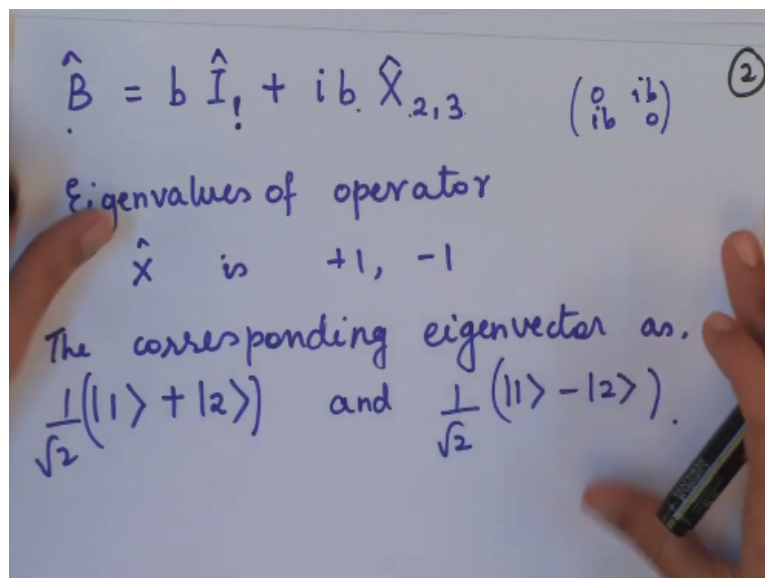 B̂ = b Î₁ + i b. X̂₂,₃ ( 0 ib ) ②
( ib 0 )
Eigenvalues of operator
X̂ is +1, -1
The corresponding eigenvector as.
1/√2 (|1⟩ + |2⟩) and 1/√2 (|1⟩ - |2⟩).